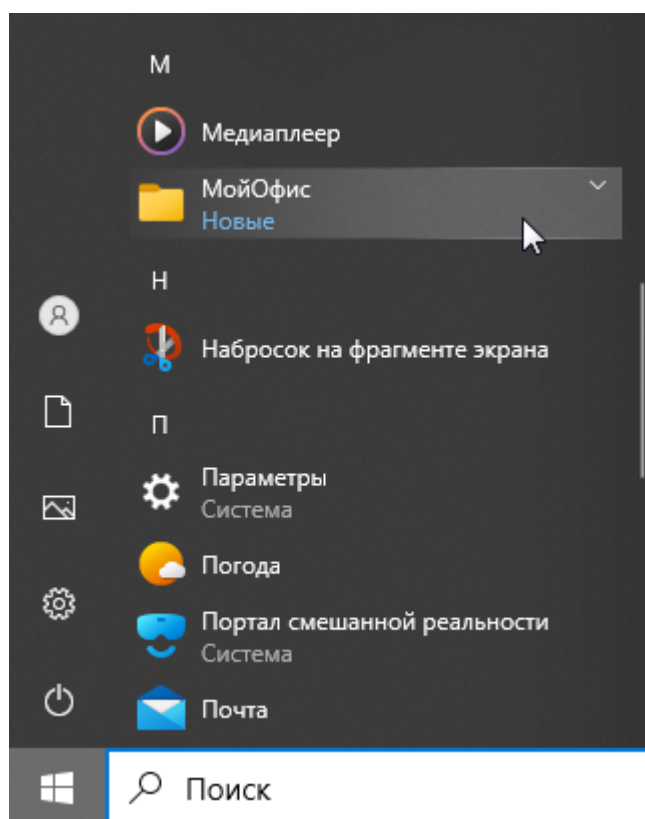 М
Медиаплеер
МойОфис
Новые
Н
Набросок на фрагменте экрана
П
Параметры
Система
Погода
Портал смешанной реальности
Система
Почта
Поиск